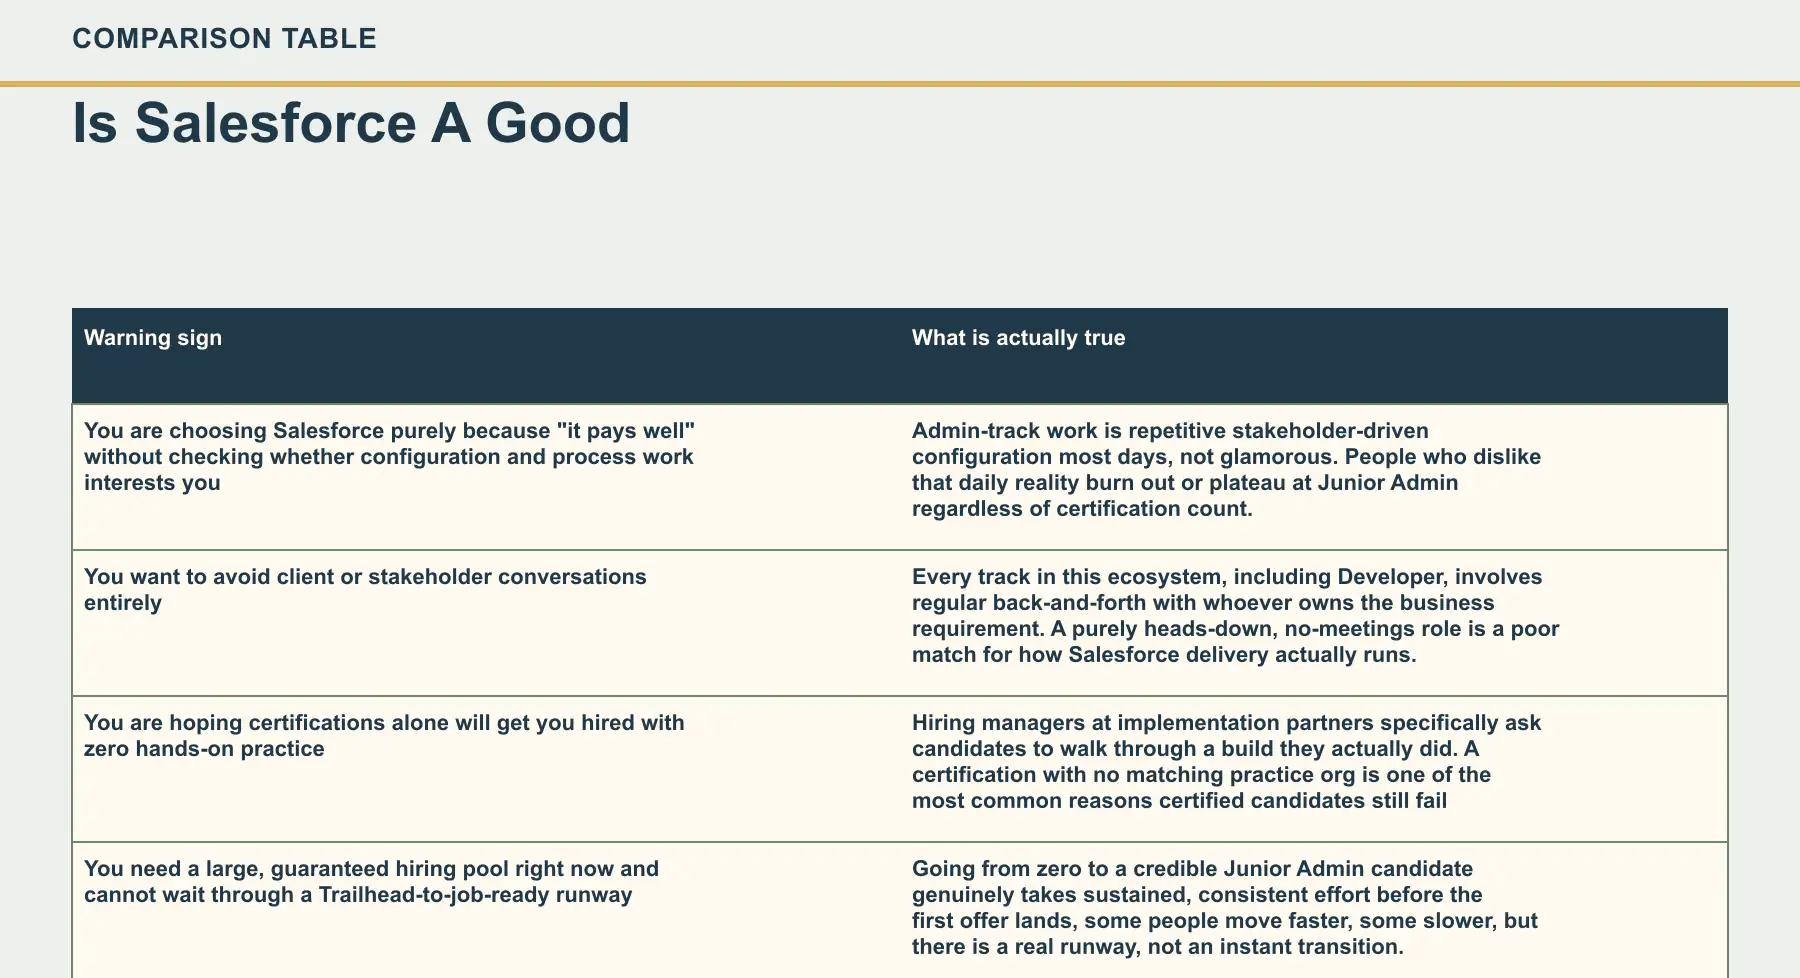 COMPARISON TABLE
Is Salesforce A Good
Warning sign
What is actually true
You are choosing Salesforce purely because "it pays well"
without checking whether configuration and process work
interests you
Admin-track work is repetitive stakeholder-driven
configuration most days, not glamorous. People who dislike
that daily reality burn out or plateau at Junior Admin
regardless of certification count.
You want to avoid client or stakeholder conversations
entirely
Every track in this ecosystem, including Developer, involves
regular back-and-forth with whoever owns the business
requirement. A purely heads-down, no-meetings role is a poor
match for how Salesforce delivery actually runs.
You are hoping certifications alone will get you hired with
zero hands-on practice
Hiring managers at implementation partners specifically ask
candidates to walk through a build they actually did. A
certification with no matching practice org is one of the
most common reasons certified candidates still fail
You need a large, guaranteed hiring pool right now and
cannot wait through a Trailhead-to-job-ready runway
Going from zero to a credible Junior Admin candidate
genuinely takes sustained, consistent effort before the
first offer lands, some people move faster, some slower, but
there is a real runway, not an instant transition.